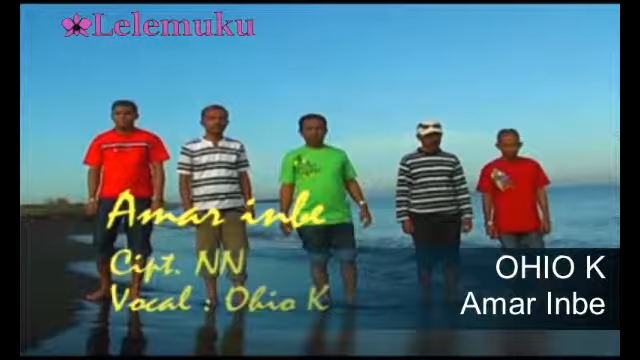 Lelemuku
Amar inbe
Cipt. NN
Vocal : Ohio K
OHIO K
Amar Inbe